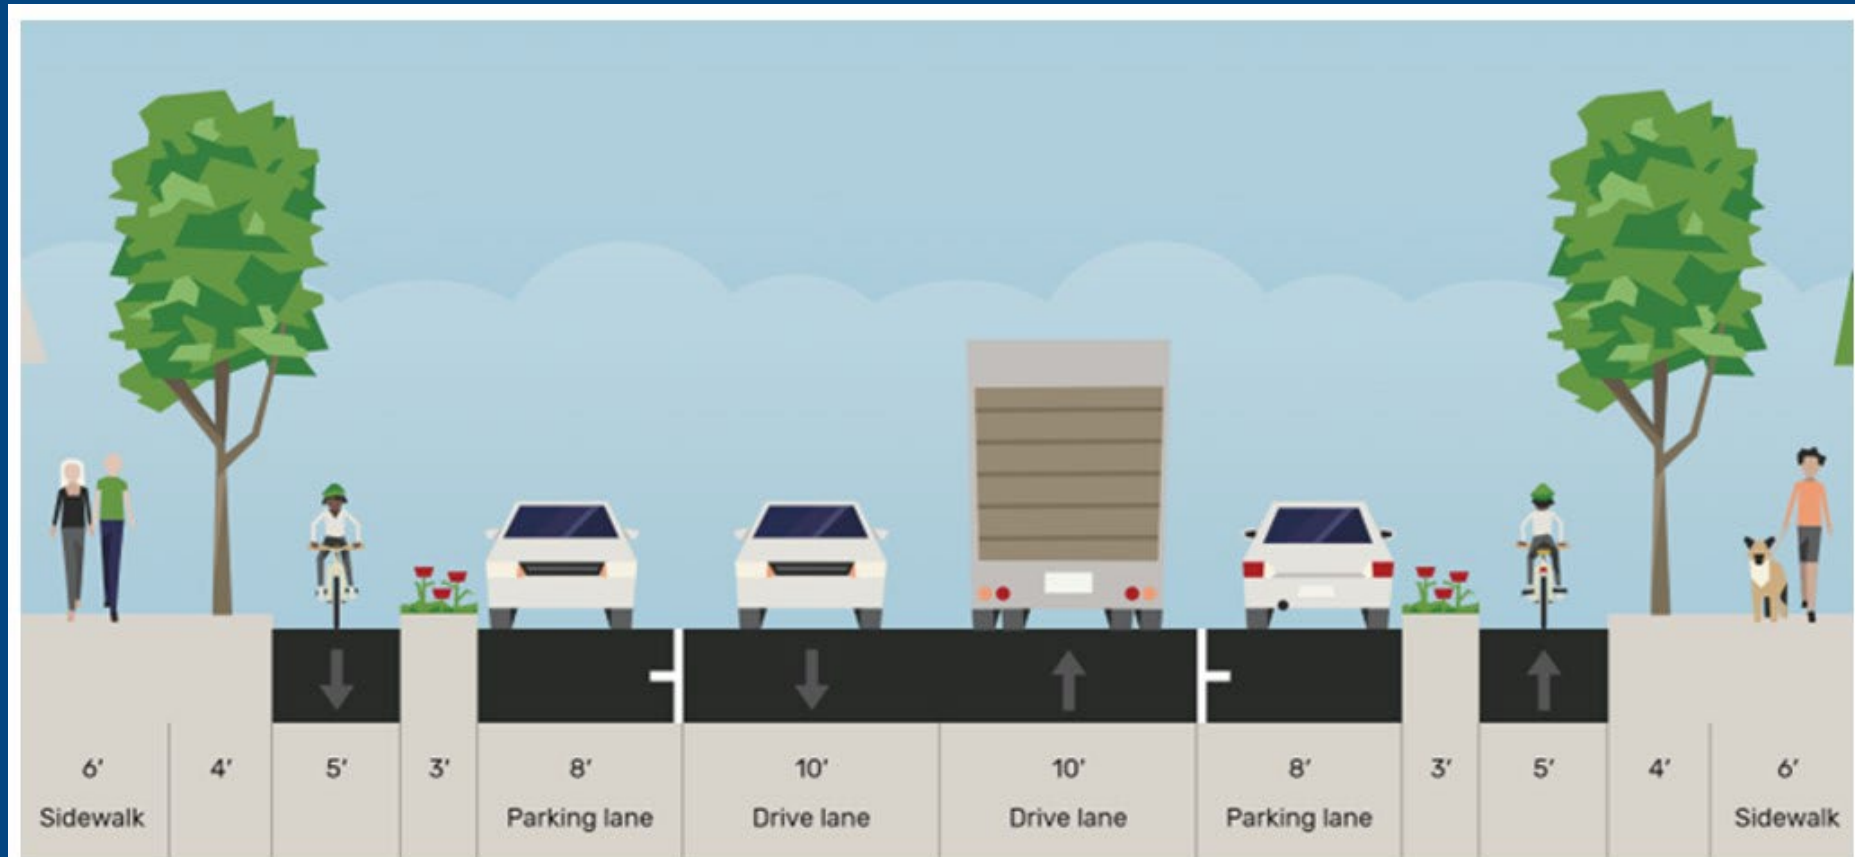 6′ 4′ 5′ 3′ 8′ 10′ 10′ 8′ 3′ 5′ 4′ 6′
Sidewalk Parking lane Drive lane Drive lane Parking lane Sidewalk